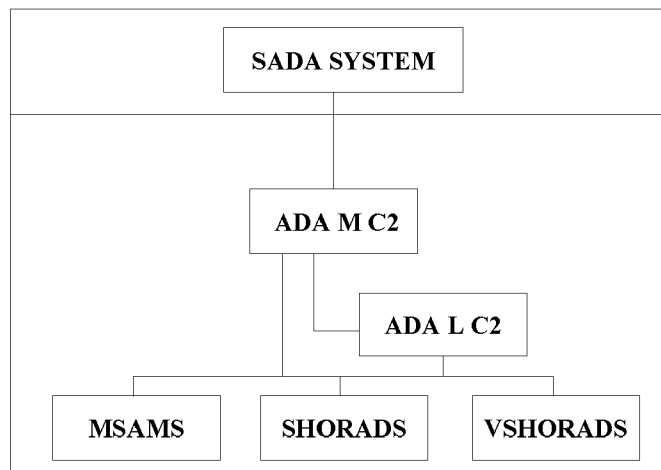 SADA SYSTEM
ADA M C2
ADA L C2
MSAMS
SHORADS
VSHORADS